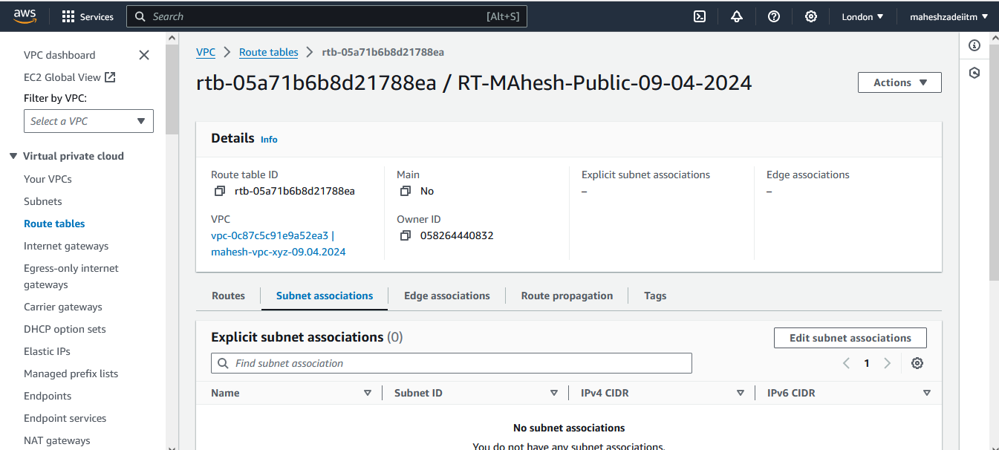 aws Services Search [Alt+S] London maheshzadeiitm
VPC dashboard
EC2 Global View
Filter by VPC:
Select a VPC
Virtual private cloud
Your VPCs
Subnets
Route tables
Internet gateways
Egress-only internet
gateways
Carrier gateways
DHCP option sets
Elastic IPs
Managed prefix lists
Endpoints
Endpoint services
NAT gateways
VPC Route tables rtb-05a71b6b8d21788ea
rtb-05a71b6b8d21788ea / RT-MAhesh-Public-09-04-2024 Actions
Details Info
Route table ID
rtb-05a71b6b8d21788ea
VPC
vpc-0c87c5c91e9a52ea3 |
mahesh-vpc-xyz-09.04.2024
Main
No
Owner ID
058264440832
Explicit subnet associations
–
Edge associations
–
Routes Subnet associations Edge associations Route propagation Tags
Explicit subnet associations (0) Edit subnet associations
Find subnet association 1
Name Subnet ID IPv4 CIDR IPv6 CIDR
No subnet associations
You do not have any subnet associations.